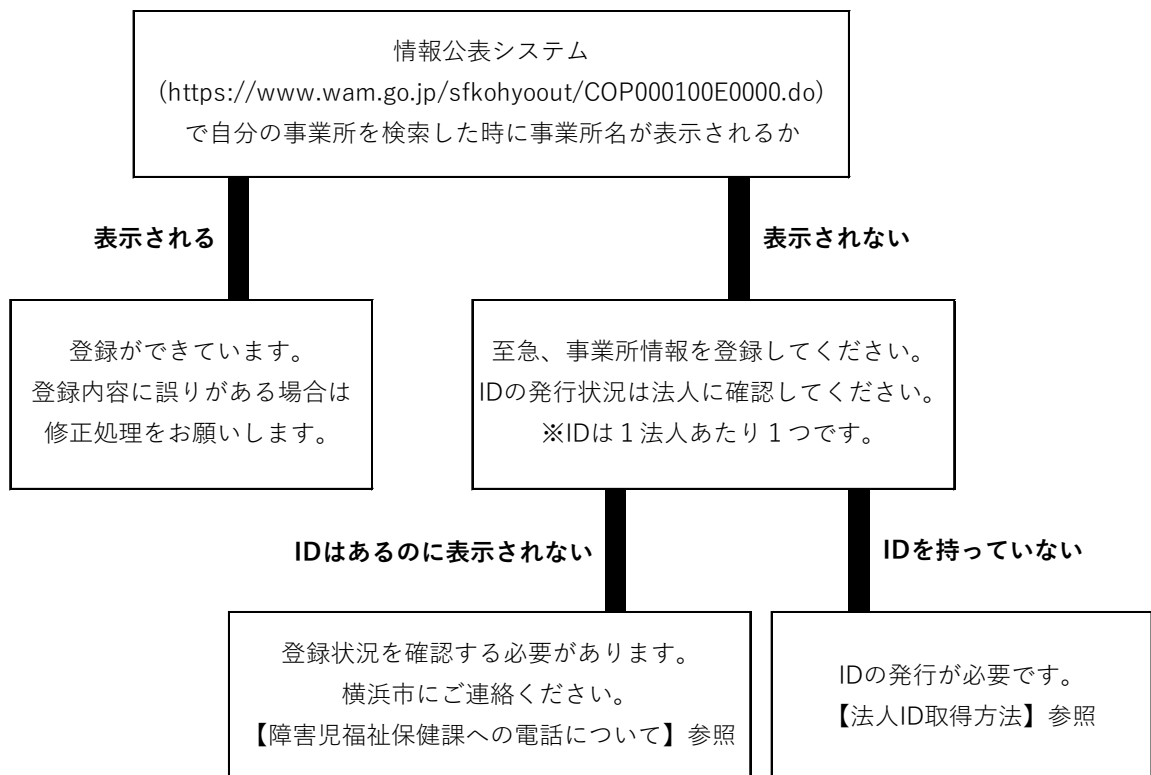 情報公表システム
(https://www.wam.go.jp/sfkohyoout/COP000100E0000.do)
で自分の事業所を検索した時に事業所名が表示されるか
表示される
表示されない
登録ができています。
登録内容に誤りがある場合は
修正処理をお願いします。
至急、事業所情報を登録してください。
IDの発行状況は法人に確認してください。
※IDは１法人あたり１つです。
IDはあるのに表示されない
IDを持っていない
登録状況を確認する必要があります。
横浜市にご連絡ください。
【障害児福祉保健課への電話について】参照
IDの発行が必要です。
【法人ID取得方法】参照